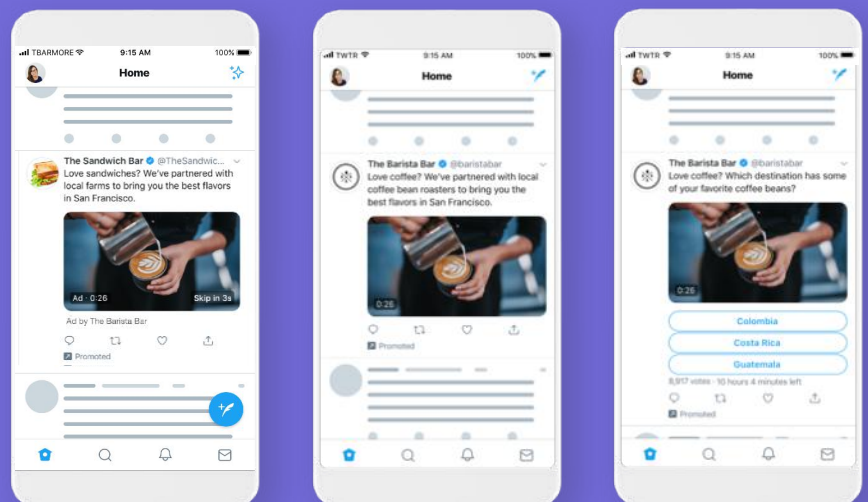 TBARMORE 9:15 AM 100%
Home
The Sandwich Bar @TheSandwic...
Love sandwiches? We've partnered with
local farms to bring you the best flavors
in San Francisco.
Ad · 0:26 Skip in 3s
Ad by The Barista Bar
Promoted
TWTR 9:15 AM 100%
Home
The Barista Bar @baristabar
Love coffee? We've partnered with local
coffee bean roasters to bring you the
best flavors in San Francisco.
0:26
Promoted
TWTR 9:15 AM 100%
Home
The Barista Bar @baristabar
Love coffee? Which destination has some
of your favorite coffee beans?
0:26
Colombia
Costa Rica
Guatemala
8,917 votes · 10 hours 4 minutes left
Promoted